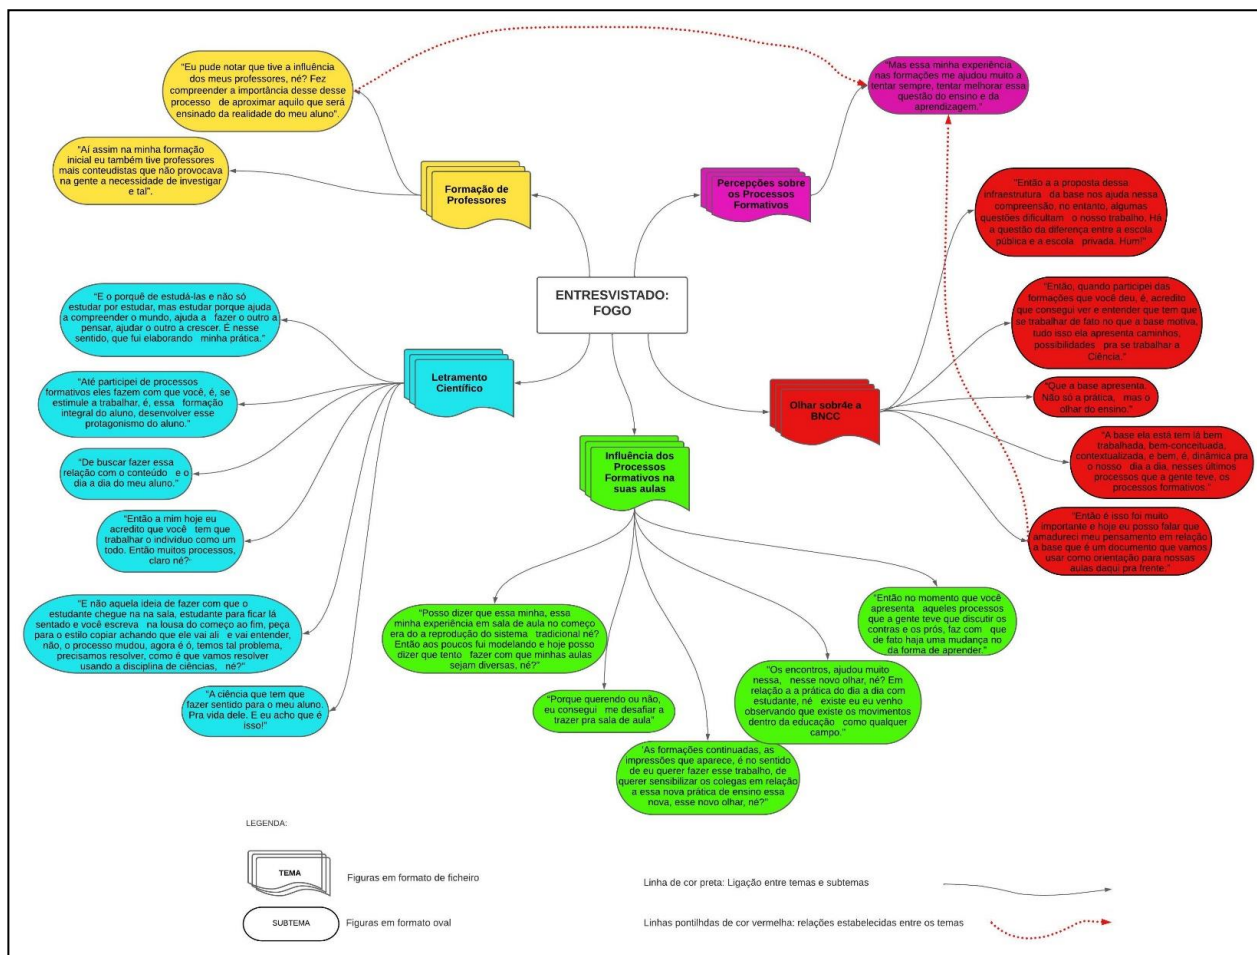 "Eu pude notar que tive a influência
dos meus professores, né? Fez
compreender a importância desse desse
processo de aproximar aquilo que será
ensinado da realidade do meu aluno".
"Mas essa minha experiência
nas formações me ajudou muito a
tentar sempre, tentar melhorar essa
questão do ensino e da
aprendizagem."
"Aí assim na minha formação
inicial eu também tive professores
mais conteudistas que não provocava
na gente a necessidade de investigar
e tal".
Formação de
Professores
Percepções sobre
os Processos
Formativos
"Então a a proposta dessa
infraestrutura da base nos ajuda nessa
compreensão, no entanto, algumas
questões dificultam o nosso trabalho. Há
a questão da diferença entre a escola
pública e a escola privada. Hum!"
ENTRESVISTADO:
FOGO
"E o porquê de estudá-las e não só
estudar por estudar, mas estudar porque ajuda
a compreender o mundo, ajuda a fazer o outro a
pensar, ajudar o outro a crescer. É nesse
sentido, que fui elaborando minha prática."
"Então, quando participei das
formações que você deu, é, acredito
que consegui ver e entender que tem que
se trabalhar de fato no que a base motiva,
tudo isso ela apresenta caminhos,
possibilidades pra se trabalhar a
Ciência."
Letramento
Científico
"Até participei de processos
formativos eles fazem com que você, é, se
estimule a trabalhar, é, essa formação
integral do aluno, desenvolver esse
protagonismo do aluno."
Olhar sobr4e a
BNCC
"Que a base apresenta.
Não só a prática, mas o
olhar do ensino."
"De buscar fazer essa
relação com o conteúdo e o
dia a dia do meu aluno."
Influência dos
Processos
Formativos na
suas aulas
"A base ela está tem lá bem
trabalhada, bem-conceituada,
contextualizada, e bem, é, dinâmica pra
o nosso dia a dia, nesses últimos
processos que a gente teve, os
processos formativos."
"Então a mim hoje eu
acredito que você tem que
trabalhar o indivíduo como um
todo. Então muitos processos,
claro né?"
"Então é isso foi muito
importante e hoje eu posso falar que
amadureci meu pensamento em relação
a base que é um documento que vamos
usar como orientação para nossas
aulas daqui pra frente."
"E não aquela ideia de fazer com que o
estudante chegue na na sala, estudante para ficar lá
sentado e você escreva na lousa do começo ao fim, peça
para o estilo copiar achando que ele vai ali e vai entender,
não, o processo mudou, agora é ó, temos tal problema,
precisamos resolver, como é que vamos resolver
usando a disciplina de ciências, né?"
"Posso dizer que essa minha, essa
minha experiência em sala de aula no começo
era do a reprodução do sistema tradicional né?
Então aos poucos fui modelando e hoje posso
dizer que tento fazer com que minhas aulas
sejam diversas, né?"
"Então no momento que você
apresenta aqueles processos
que a gente teve que discutir os
contras e os prós, faz com que
de fato haja uma mudança no
da forma de aprender."
"A ciência que tem que
fazer sentido para o meu aluno.
Pra vida dele. E eu acho que é
isso!"
"Porque querendo ou não,
eu consegui me desafiar a
trazer pra sala de aula"
"Os encontros, ajudou muito
nessa, nesse novo olhar, né? Em
relação a a prática do dia a dia com
estudante, né existe eu eu venho
observando que existe os movimentos
dentro da educação como qualquer
campo."
"As formações continuadas, as
impressões que aparece, é no sentido
de eu querer fazer esse trabalho, de
querer sensibilizar os colegas em relação
a essa nova prática de ensino essa
nova, esse novo olhar, né?"
LEGENDA:
TEMA
Figuras em formato de ficheiro
Linha de cor preta: Ligação entre temas e subtemas
SUBTEMA
Figuras em formato oval
Linhas pontilhdas de cor vermelha: relações estabelecidas entre os temas